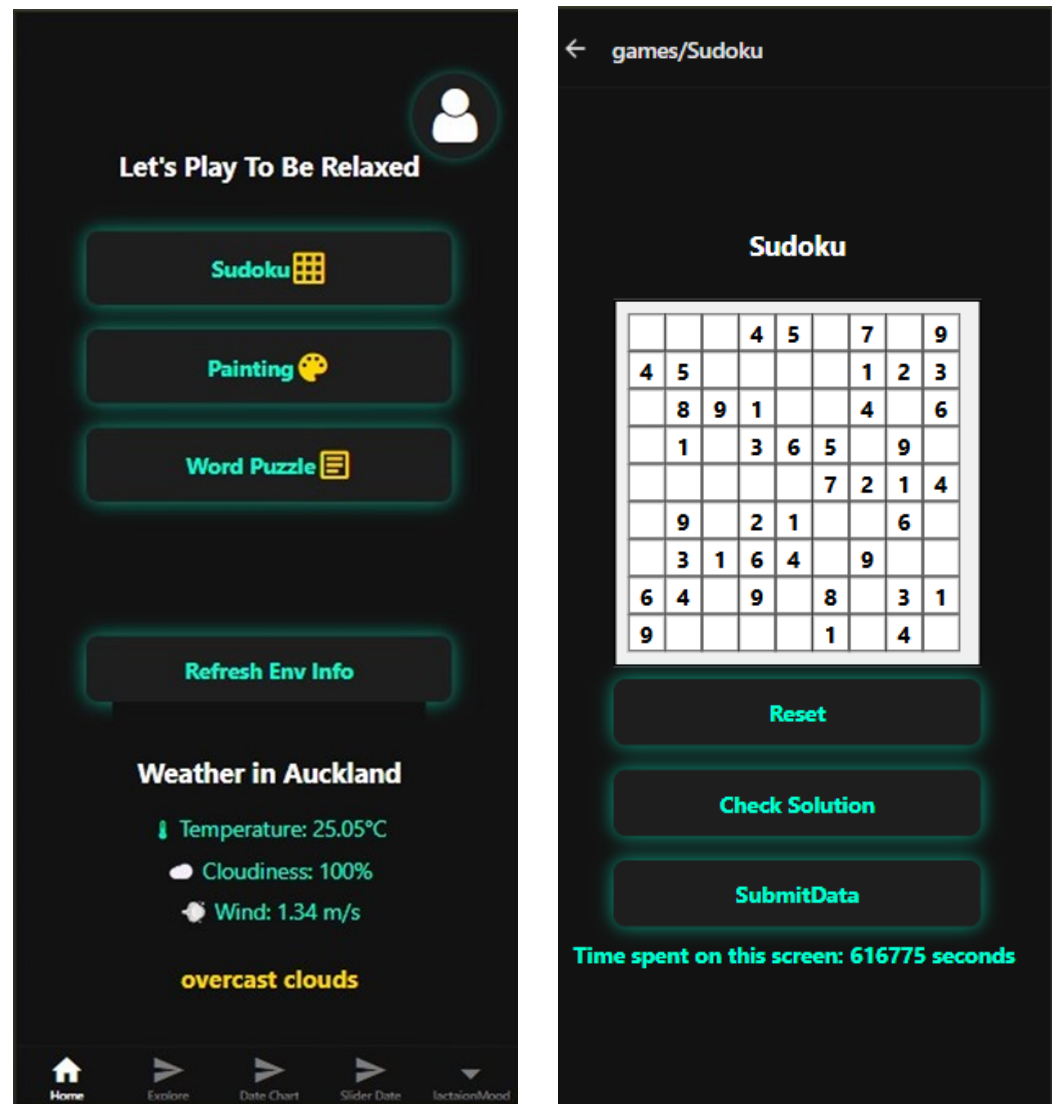 Let's Play To Be Relaxed
Sudoku
Painting
Word Puzzle
Refresh Env Info
Weather in Auckland
Temperature: 25.05°C
Cloudiness: 100%
Wind: 1.34 m/s
overcast clouds
Home Explore Date Chart Slider Date lactaionMood
games/Sudoku
Sudoku
4 5 7 9
4 5 1 2 3
8 9 1 4 6
1 3 6 5 9
7 2 1 4
9 2 1 6
3 1 6 4 9
6 4 9 8 3 1
9 1 4
Reset
Check Solution
SubmitData
Time spent on this screen: 616775 seconds